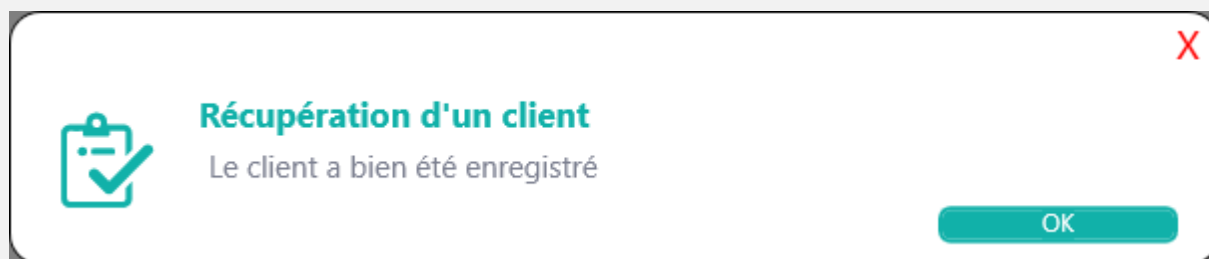 X
Récupération d'un client
Le client a bien été enregistré
OK